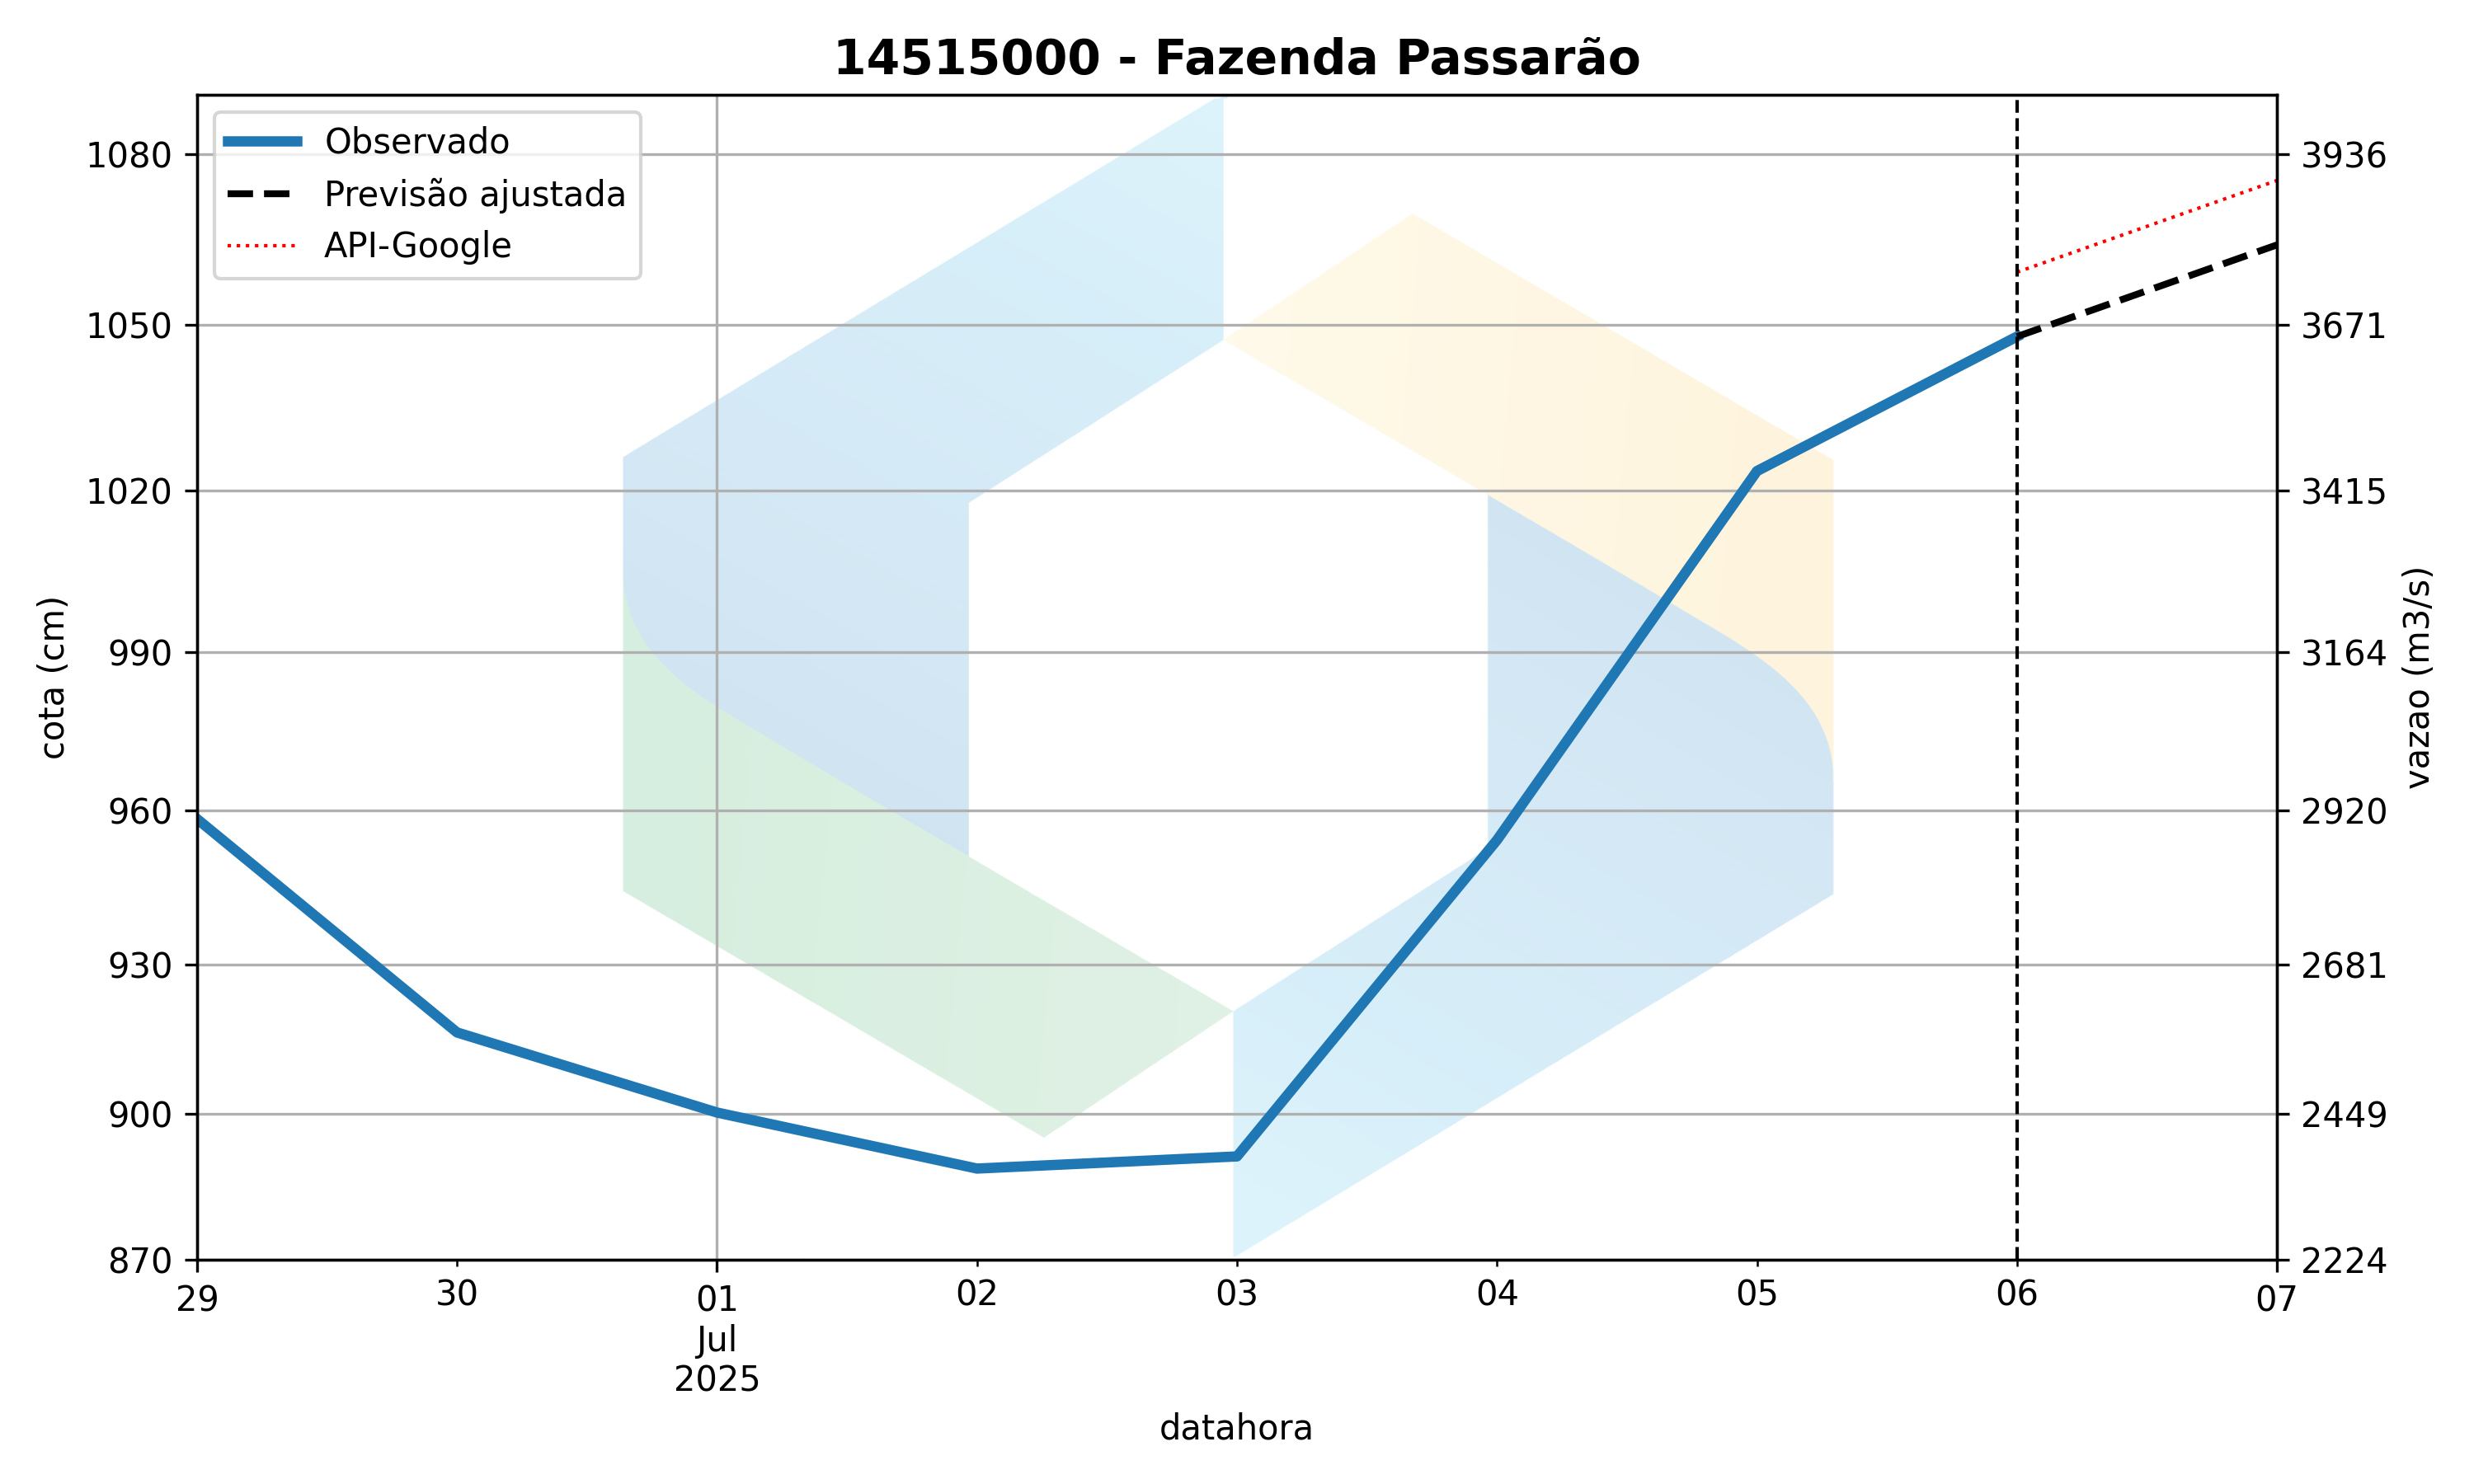 14515000 - Fazenda Passarão
Observado
Previsão ajustada
API-Google
1080
1050
1020
990
960
930
900
870
cota (cm)
3936
3671
3415
3164
2920
2681
2449
2224
vazao (m3/s)
29 30 01 02 03 04 05 06 07
Jul
2025
datahora